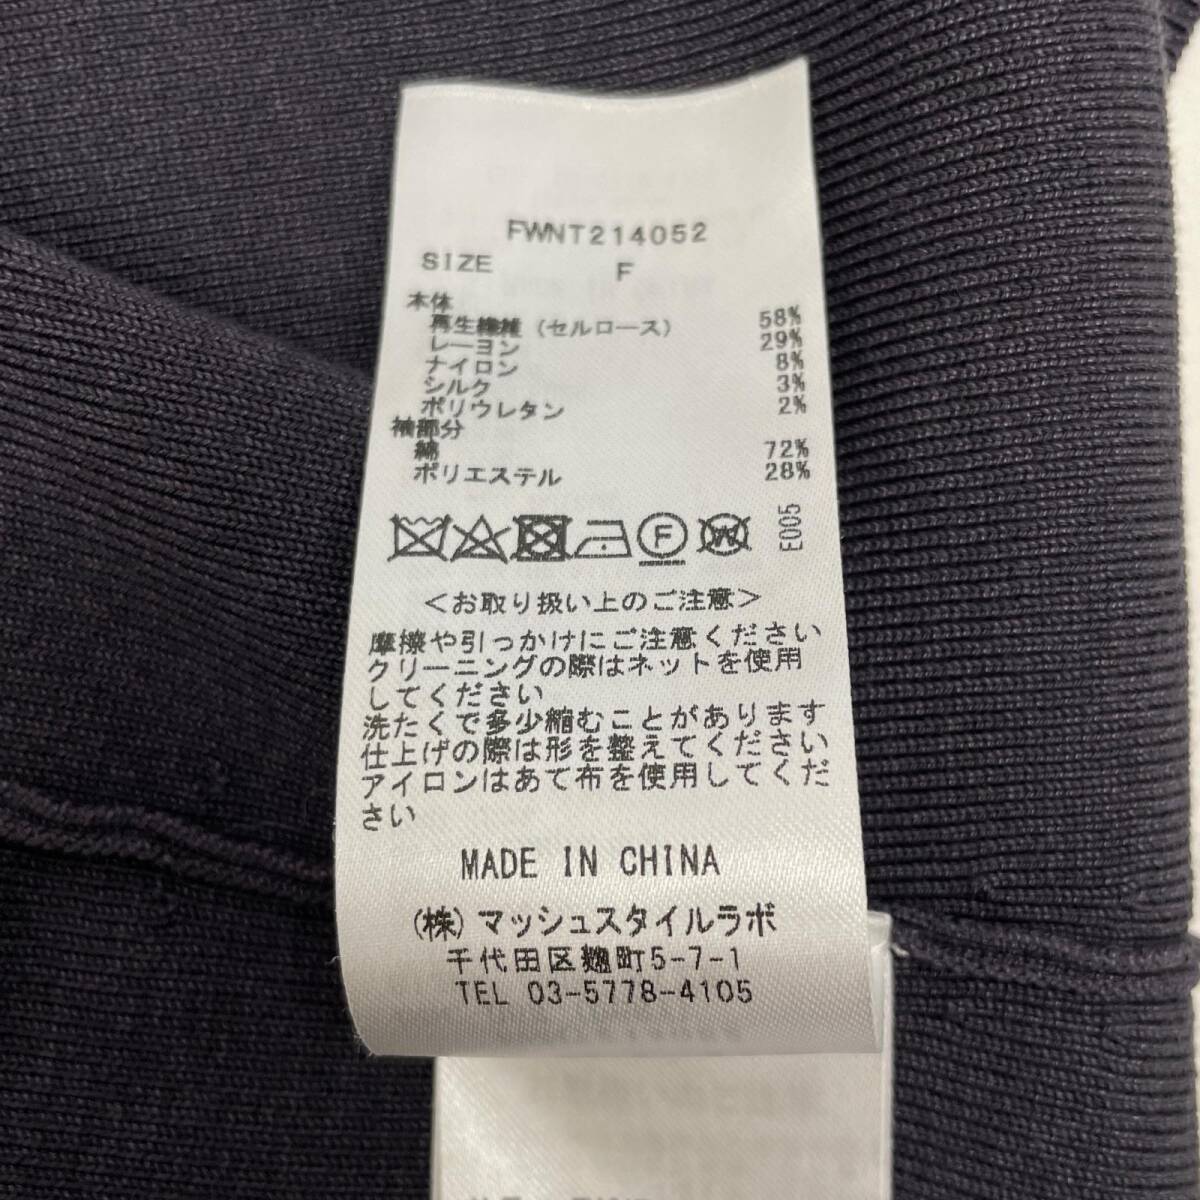 FWNT214052
SIZE F
本体
再生繊維 (セルロース) 58%
レーヨン 29%
ナイロン 8%
シルク 3%
ポリウレタン 2%
袖部分
綿 72%
ポリエステル 28%
F W
E005
＜お取り扱い上のご注意＞
摩擦や引っかけにご注意ください
クリーニングの際はネットを使用
してください
洗たくで多少縮むことがあります
仕上げの際は形を整えてください
アイロンはあて布を使用してくだ
さい
MADE IN CHINA
(株) マッシュスタイルラボ
千代田区麹町5-7-1
TEL 03-5778-4105